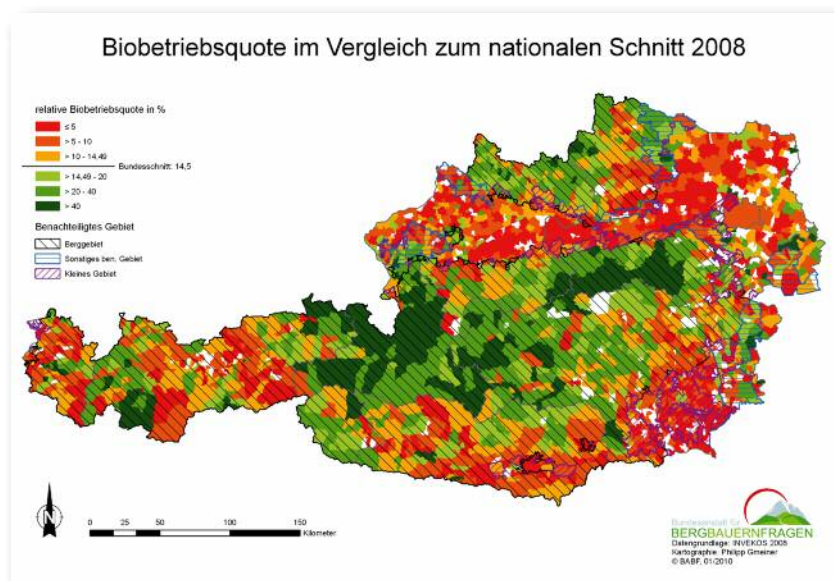 Biobetriebsquote im Vergleich zum nationalen Schnitt 2008
relative Biobetriebsquote in %
≤ 5
> 5 - 10
> 10 - 14,49
Bundesschnitt: 14,5
> 14,49 - 20
> 20 - 40
> 40
Benachteiligtes Gebiet
Berggebiet
Sonstiges ben. Gebiet
Kleines Gebiet
N
0 25 50 100 150
Kilometer
Bundesanstalt für
BERGBAUERNFRAGEN
Datengrundlage: INVEKOS 2008
Kartographie: Philipp Gmeiner
© BABF, 01/2010